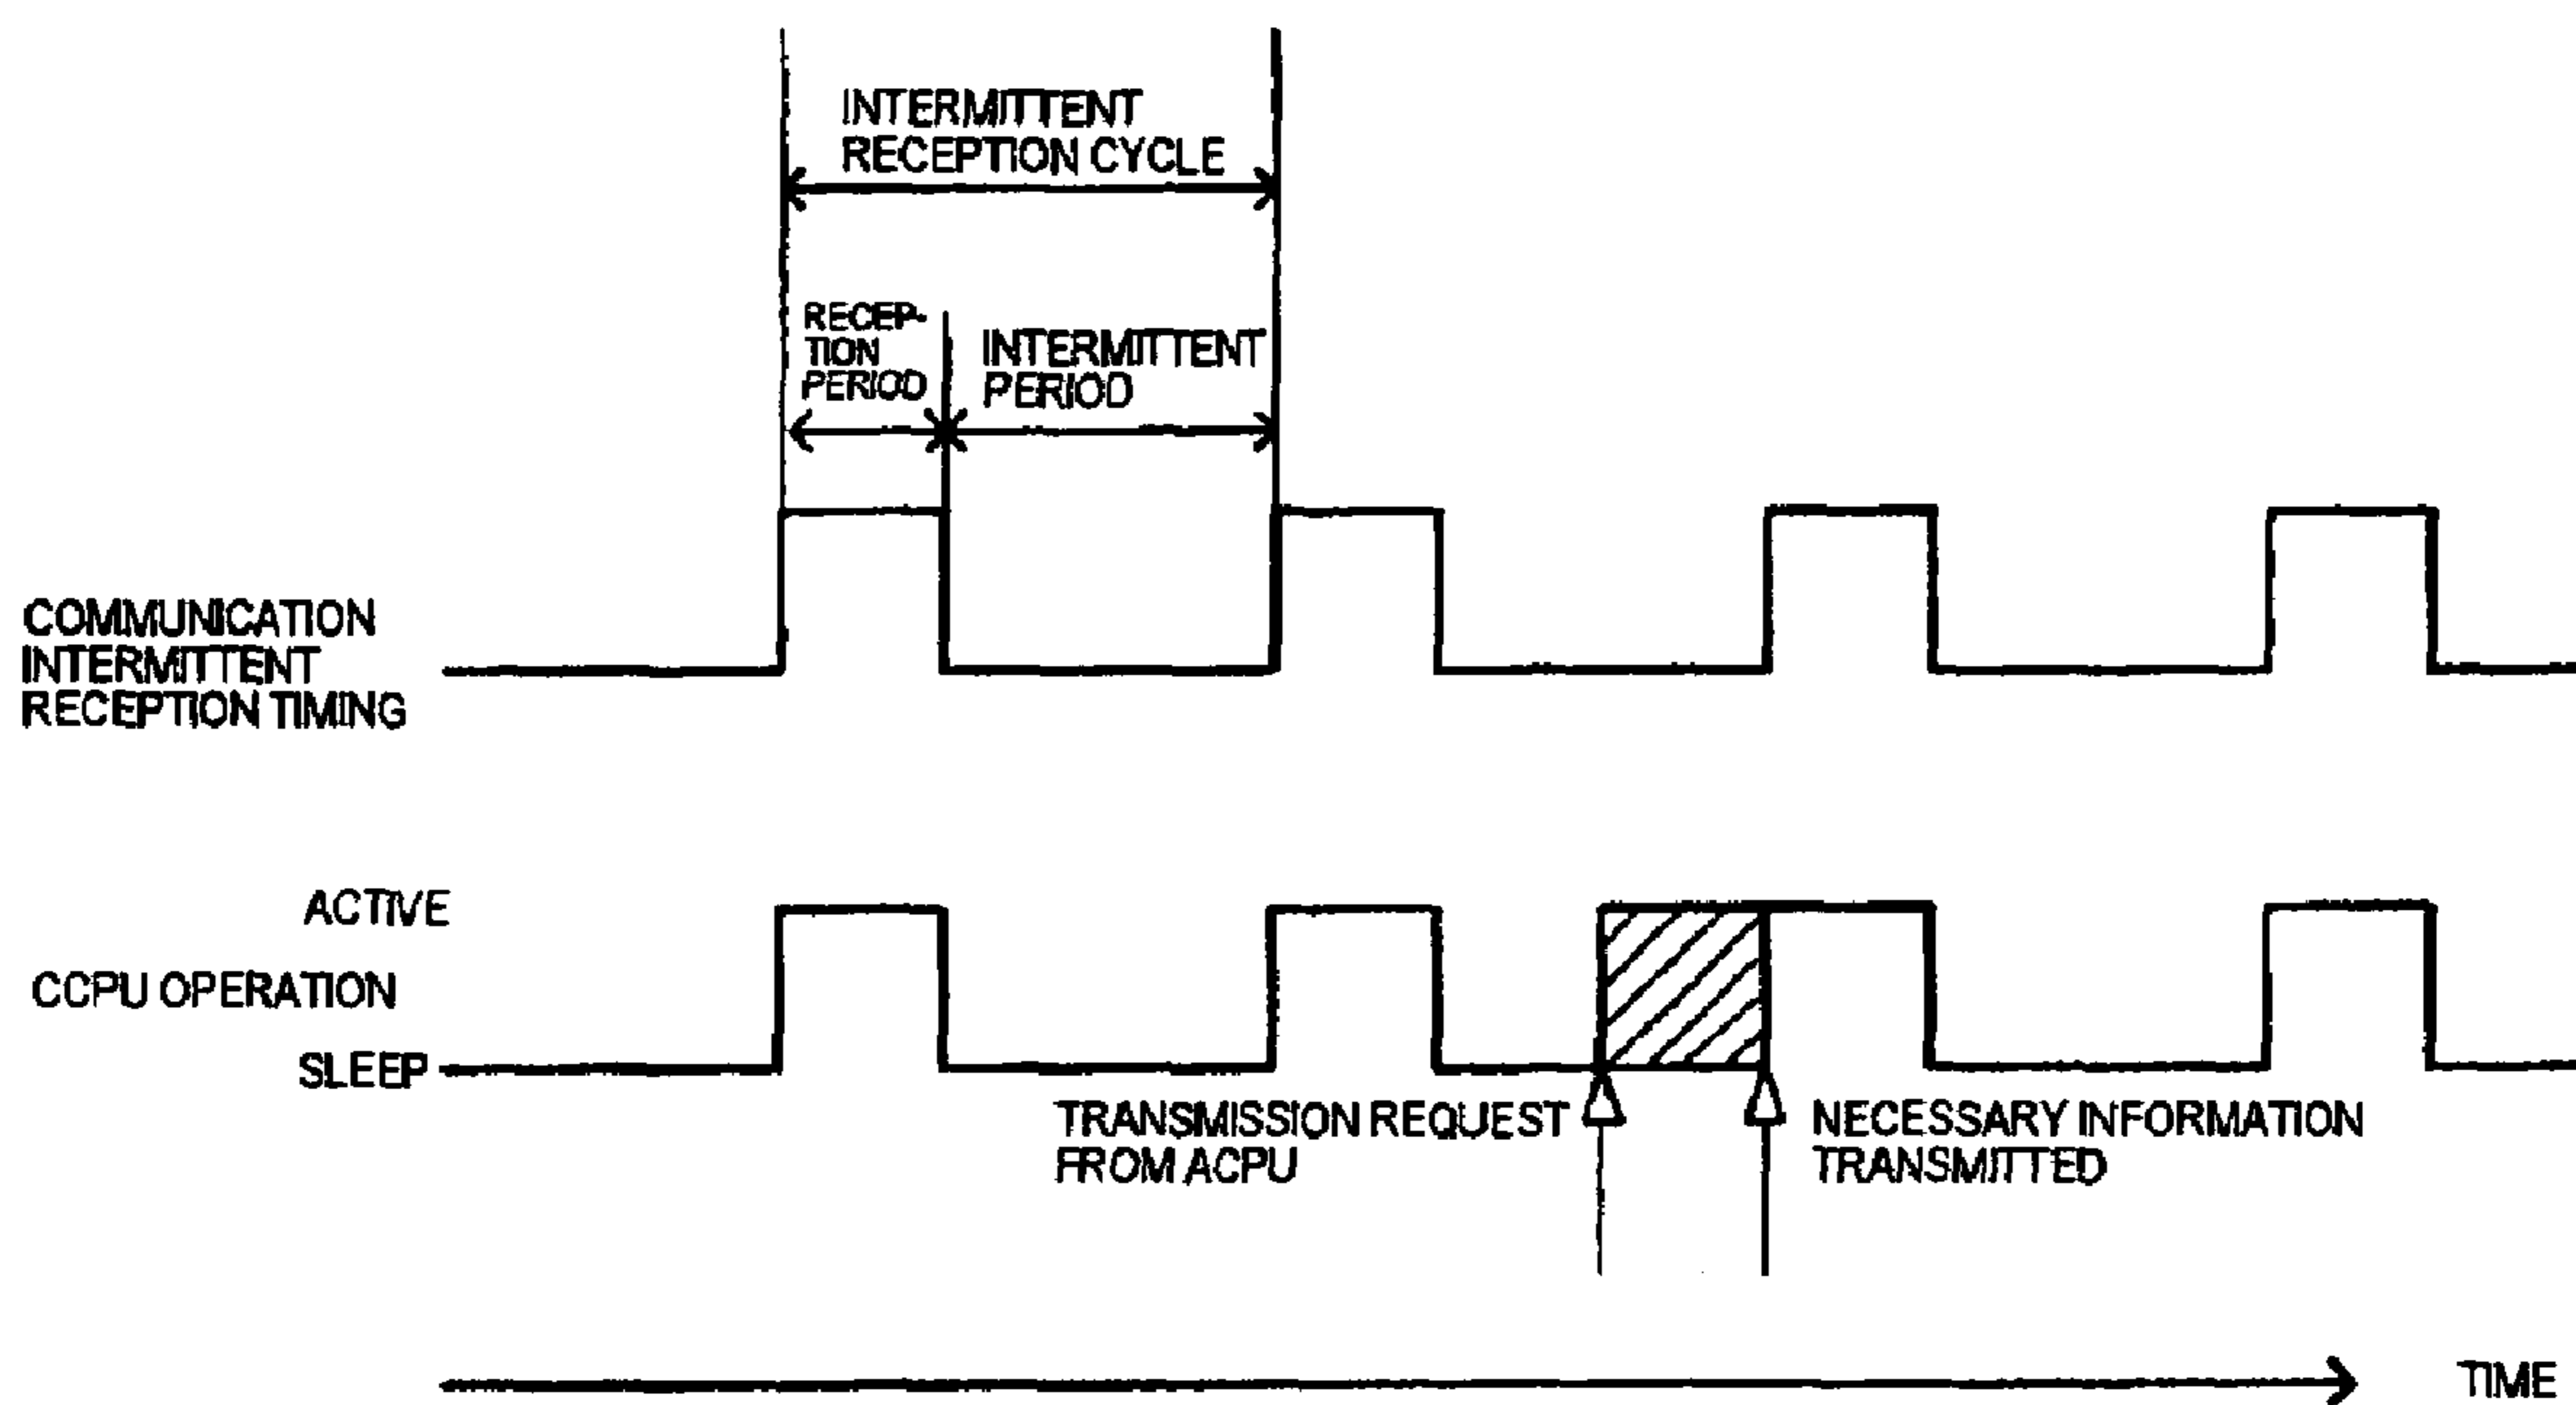 INTERMITTENT
RECEPTION CYCLE
RECEP-
TION
PERIOD
INTERMITTENT
PERIOD
COMMUNICATION
INTERMITTENT
RECEPTION TIMING
ACTIVE
CCPU OPERATION
SLEEP
TRANSMISSION REQUEST
FROM ACPU
NECESSARY INFORMATION
TRANSMITTED
TIME